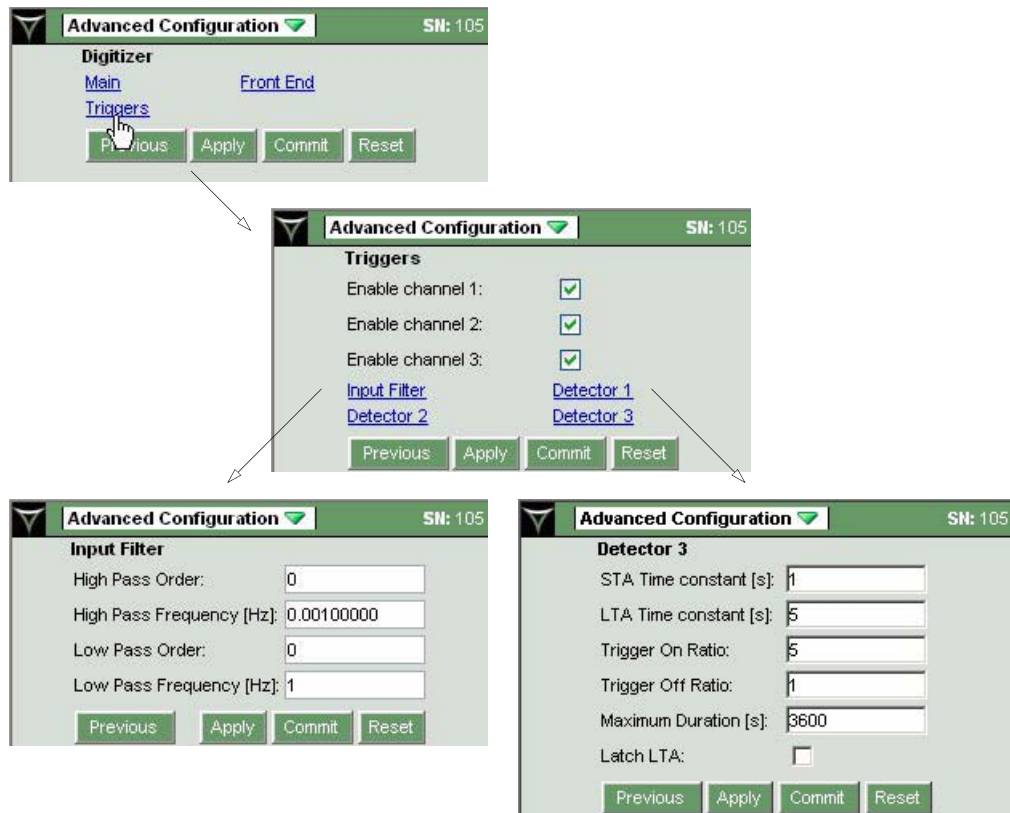 Advanced Configuration SN: 105
Digitizer
Main Front End
Triggers
Previous Apply Commit Reset
Advanced Configuration SN: 105
Triggers
Enable channel 1:
Enable channel 2:
Enable channel 3:
Input Filter Detector 1
Detector 2 Detector 3
Previous Apply Commit Reset
Advanced Configuration SN: 105
Input Filter
High Pass Order: 0
High Pass Frequency [Hz]: 0.00100000
Low Pass Order: 0
Low Pass Frequency [Hz]: 1
Previous Apply Commit Reset
Advanced Configuration SN: 105
Detector 3
STA Time constant [s]: 1
LTA Time constant [s]: 5
Trigger On Ratio: 5
Trigger Off Ratio: 1
Maximum Duration [s]: 3600
Latch LTA:
Previous Apply Commit Reset